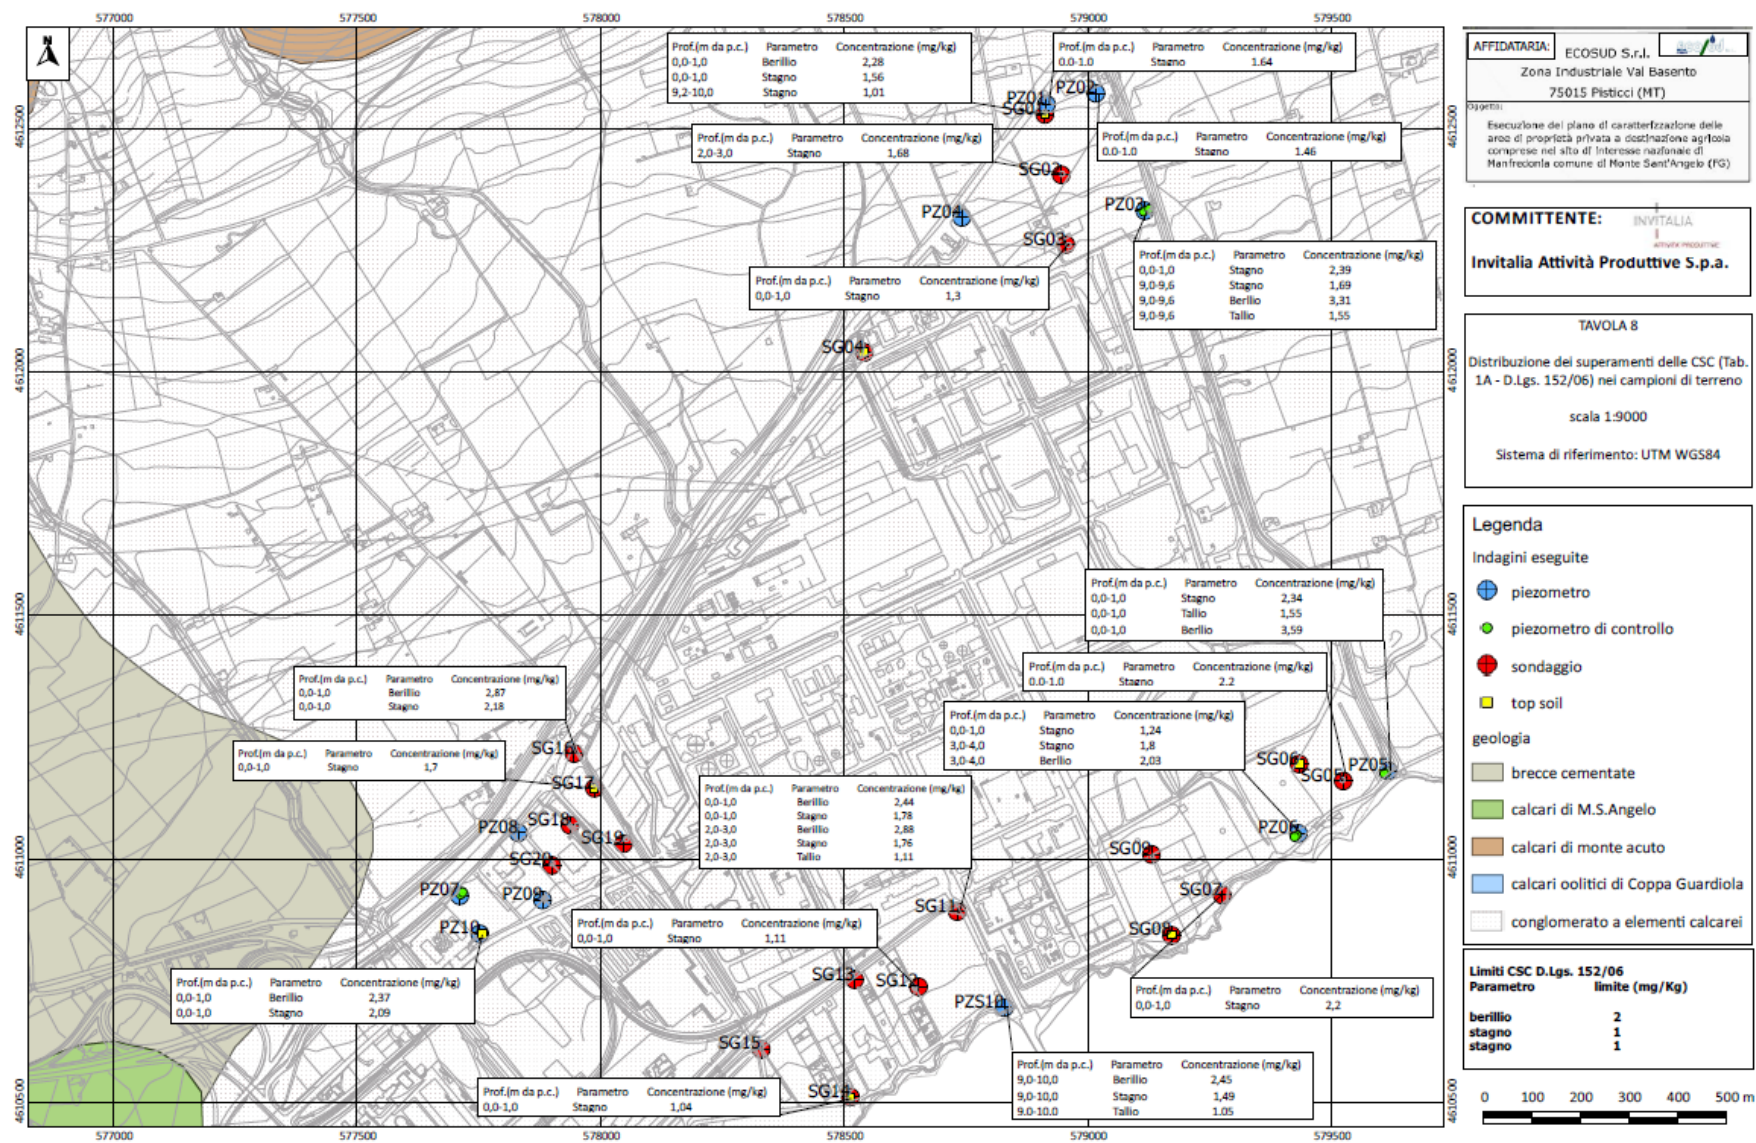 577000 577500 578000 578500 579000 579500
N
4612500
4612000
4611500
4611000
4610500
Prof.(m da p.c.) Parametro Concentrazione (mg/kg)
0,0-1,0 Berillio 2,28
0,0-1,0 Stagno 1,56
9,2-10,0 Stagno 1,01
Prof.(m da p.c.) Parametro Concentrazione (mg/kg)
0.0-1.0 Stagno 1.64
PZ01
PZ02
SG01
Prof.(m da p.c.) Parametro Concentrazione (mg/kg)
2,0-3,0 Stagno 1,68
Prof.(m da p.c.) Parametro Concentrazione (mg/kg)
0.0-1.0 Stagno 1.46
SG02
PZ04
PZ03
SG03
Prof.(m da p.c.) Parametro Concentrazione (mg/kg)
0,0-1,0 Stagno 2,39
9,0-9,6 Stagno 1,69
9,0-9,6 Berllio 3,31
9,0-9,6 Tallio 1,55
Prof.(m da p.c.) Parametro Concentrazione (mg/kg)
0,0-1,0 Stagno 1,3
SG04
Prof.(m da p.c.) Parametro Concentrazione (mg/kg)
0,0-1,0 Stagno 2,34
0,0-1,0 Tallio 1,55
0,0-1,0 Berllio 3,59
Prof.(m da p.c.) Parametro Concentrazione (mg/kg)
0.0-1.0 Stagno 2.2
Prof.(m da p.c.) Parametro Concentrazione (mg/kg)
0,0-1,0 Berillio 2,87
0,0-1,0 Stagno 2,18
Prof.(m da p.c.) Parametro Concentrazione (mg/kg)
0,0-1,0 Stagno 1,24
3,0-4,0 Stagno 1,8
3,0-4,0 Berllio 2,03
Prof.(m da p.c.) Parametro Concentrazione (mg/kg)
0,0-1,0 Stagno 1,7
SG16
SG17
SG06
SG05
PZ05
Prof.(m da p.c.) Parametro Concentrazione (mg/kg)
0,0-1,0 Berillio 2,44
0,0-1,0 Stagno 1,78
2,0-3,0 Berillio 2,88
2,0-3,0 Stagno 1,76
2,0-3,0 Tallio 1,11
PZ08
SG18
SG19
PZ06
SG20
SG09
PZ07
PZ09
SG07
SG11
PZ10
SG08
Prof.(m da p.c.) Parametro Concentrazione (mg/kg)
0,0-1,0 Stagno 1,11
SG13
SG12
PZS10
Prof.(m da p.c.) Parametro Concentrazione (mg/kg)
0,0-1,0 Berillio 2,37
0,0-1,0 Stagno 2,09
Prof.(m da p.c.) Parametro Concentrazione (mg/kg)
0,0-1,0 Stagno 2,2
SG15
Prof.(m da p.c.) Parametro Concentrazione (mg/kg)
9,0-10,0 Berillio 2,45
9,0-10,0 Stagno 1,49
9.0-10.0 Tallio 1.05
Prof.(m da p.c.) Parametro Concentrazione (mg/kg)
0,0-1,0 Stagno 1,04
SG14
4612500
4612000
4611500
4611000
4610500
577000 577500 578000 578500 579000 579500
AFFIDATARIA: ECOSUD S.r.l.
Zona Industriale Val Basento
75015 Pisticci (MT)
Oggetto:
Esecuzione del piano di caratterizzazione delle
aree di proprietà privata a destinazione agricola
comprese nel sito di interesse nazionale di
Manfredonia comune di Monte Sant'Angelo (FG)
COMMITTENTE: INVITALIA
ATTIVITÀ PRODUTTIVE
Invitalia Attività Produttive S.p.a.
TAVOLA 8
Distribuzione dei superamenti delle CSC (Tab.
1A - D.Lgs. 152/06) nei campioni di terreno
scala 1:9000
Sistema di riferimento: UTM WGS84
Legenda
Indagini eseguite
piezometro
piezometro di controllo
sondaggio
top soil
geologia
brecce cementate
calcari di M.S.Angelo
calcari di monte acuto
calcari oolitici di Coppa Guardiola
conglomerato a elementi calcarei
Limiti CSC D.Lgs. 152/06
Parametro limite (mg/Kg)
berillio 2
stagno 1
stagno 1
0 100 200 300 400 500 m